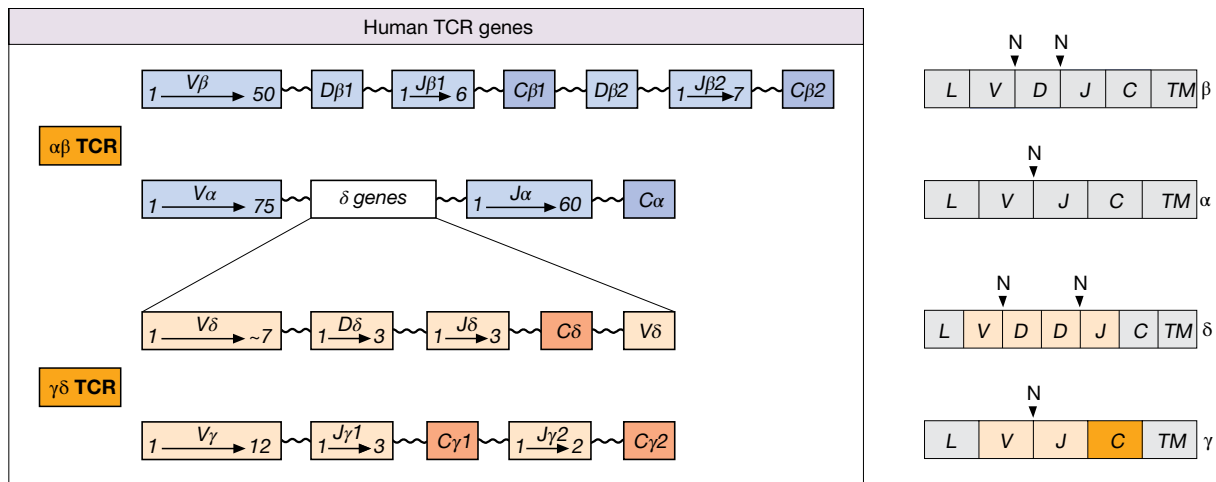 Human TCR genes
Vβ
1 50 Dβ1 Jβ1 1 6 Cβ1 Dβ2 Jβ2 1 7 Cβ2
αβ TCR
Vα
1 75 δ genes Jα 1 60 Cα
Vδ
1 ~7 Dδ 1 3 Jδ 1 3 Cδ Vδ
γδ TCR
Vγ
1 12 Jγ1 1 3 Cγ1 Jγ2 1 2 Cγ2
N N
L V D J C TM β
N
L V J C TM α
N N
L V D D J C TM δ
N
L V J C TM γ